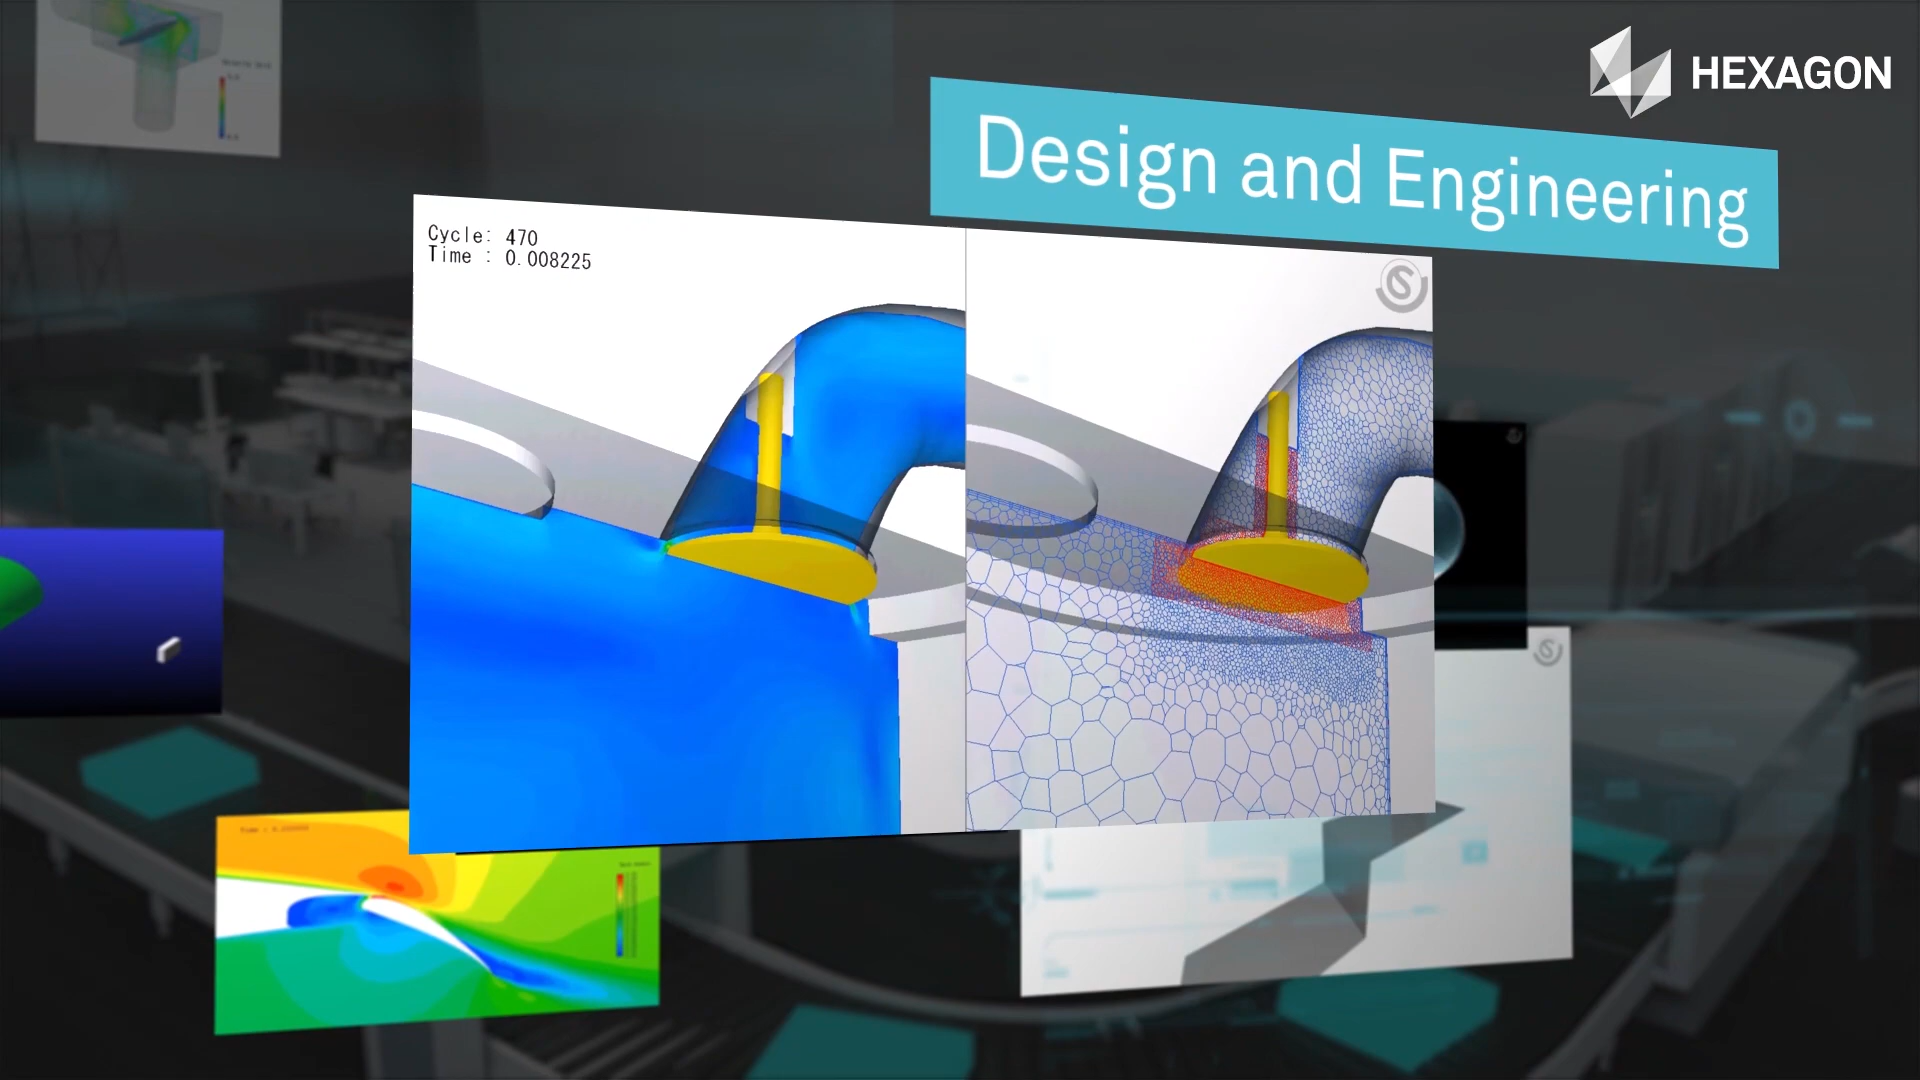 HEXAGON
Design and Engineering
Cycle: 470
Time : 0.008225